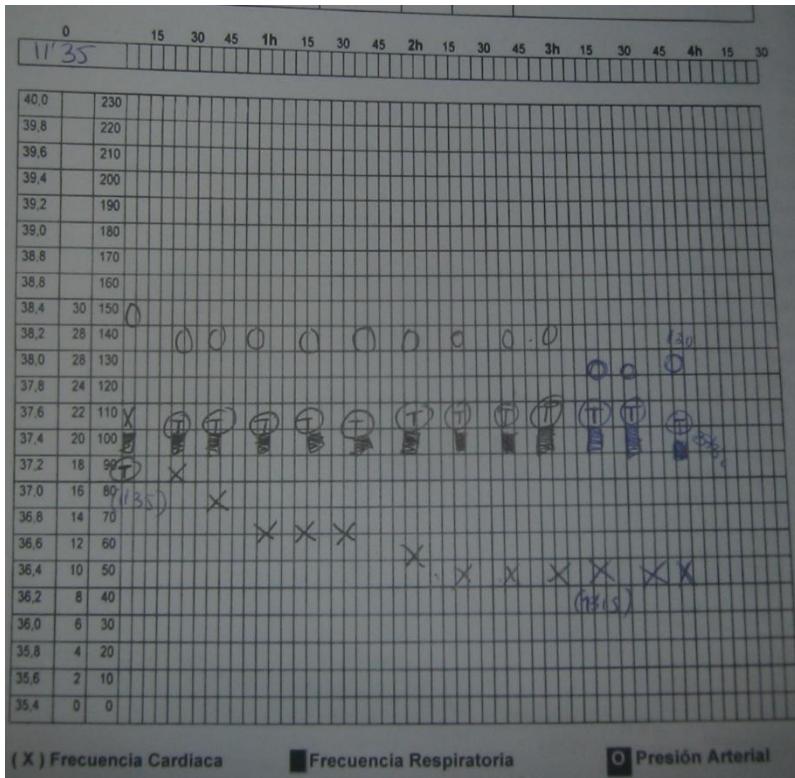 0 15 30 45 1h 15 30 45 2h 15 30 45 3h 15 30 45 4h 15 30
11'35
40,0 230
39,8 220
39,6 210
39,4 200
39,2 190
39,0 180
38,8 170
38,8 160
38,4 30 150 O
38,2 28 140 O O O O O O O O O 130
38,0 28 130 O O O
37,8 24 120
37,6 22 110 X T T T T T T T T T T T T
37,4 20 100
37,2 18 90 T X
37,0 16 80 (1135) X
36,8 14 70 X X X
36,6 12 60 X
36,4 10 50 X X X X X X
36,2 8 40
36,0 6 30
35,8 4 20
35,6 2 10
35,4 0 0
( X ) Frecuencia Cardiaca Frecuencia Respiratoria O Presión Arterial